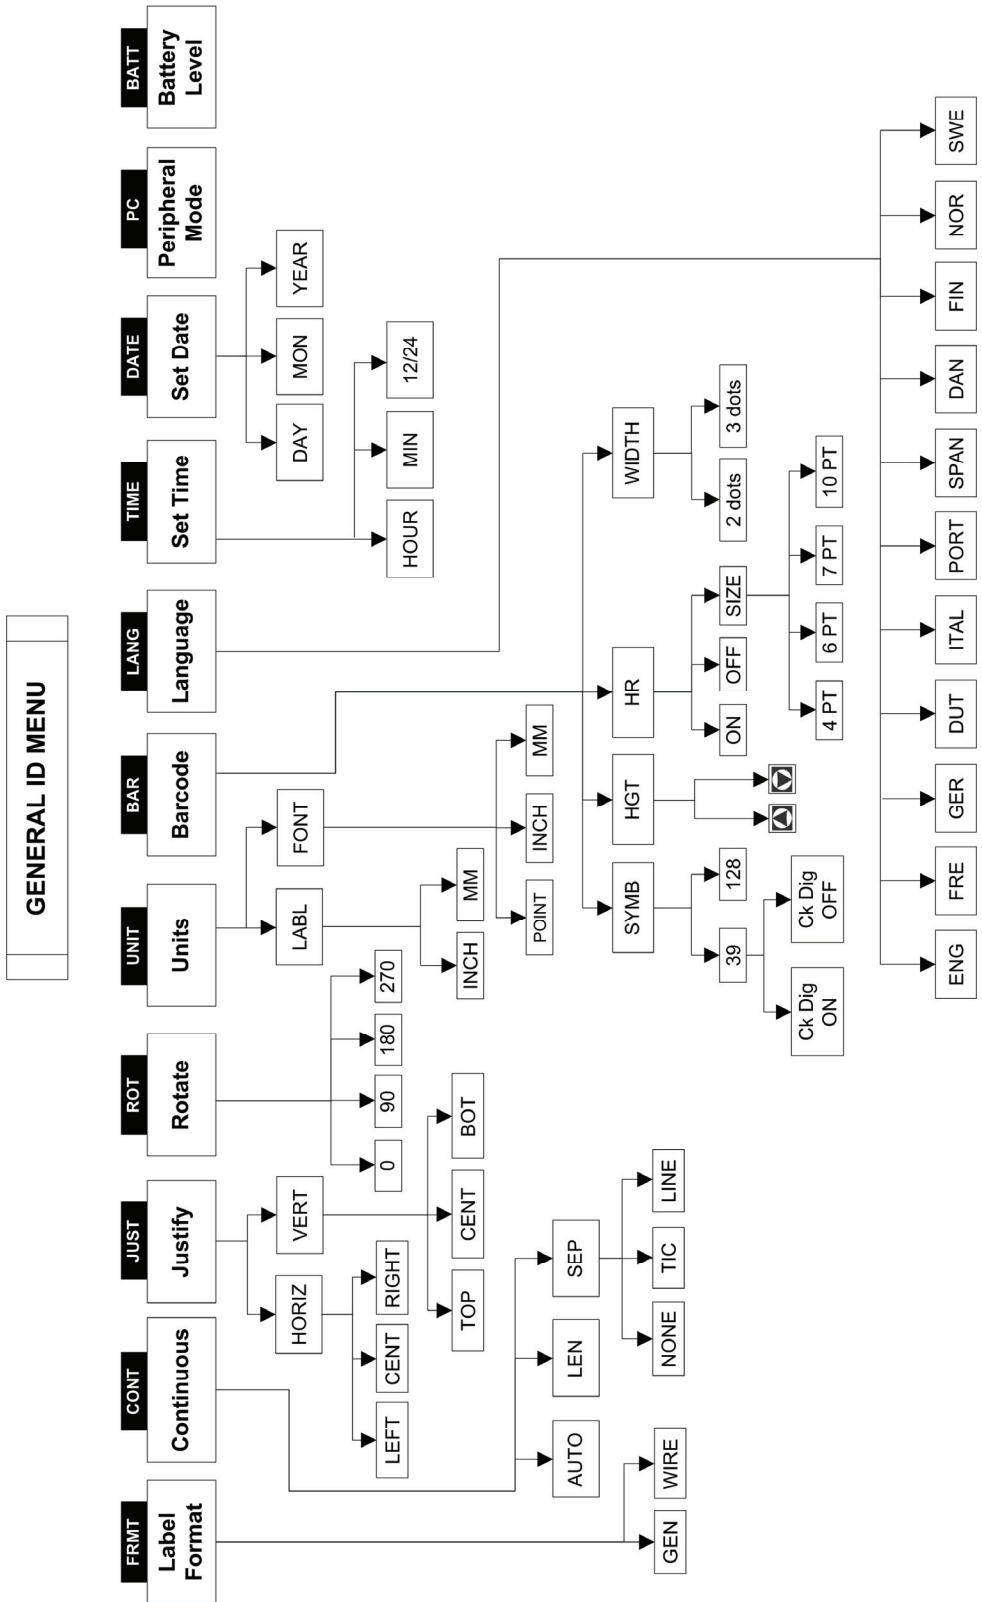 GENERAL ID MENU
FRMT
CONT
JUST
ROT
UNIT
BAR
LANG
TIME
DATE
PC
BATT
Label
Format
Continuous
Justify
Rotate
Units
Barcode
Language
Set Time
Set Date
Peripheral
Mode
Battery
Level
HORIZ
VERT
LABL
FONT
DAY
MON
YEAR
LEFT
CENT
RIGHT
0
90
180
270
HOUR
MIN
12/24
TOP
CENT
BOT
INCH
MM
POINT
INCH
MM
AUTO
LEN
SEP
SYMB
HGT
HR
WIDTH
GEN
WIRE
NONE
TIC
LINE
39
128
ON
OFF
SIZE
2 dots
3 dots
Ck Dig
ON
Ck Dig
OFF
4 PT
6 PT
7 PT
10 PT
ENG
FRE
GER
DUT
ITAL
PORT
SPAN
DAN
FIN
NOR
SWE